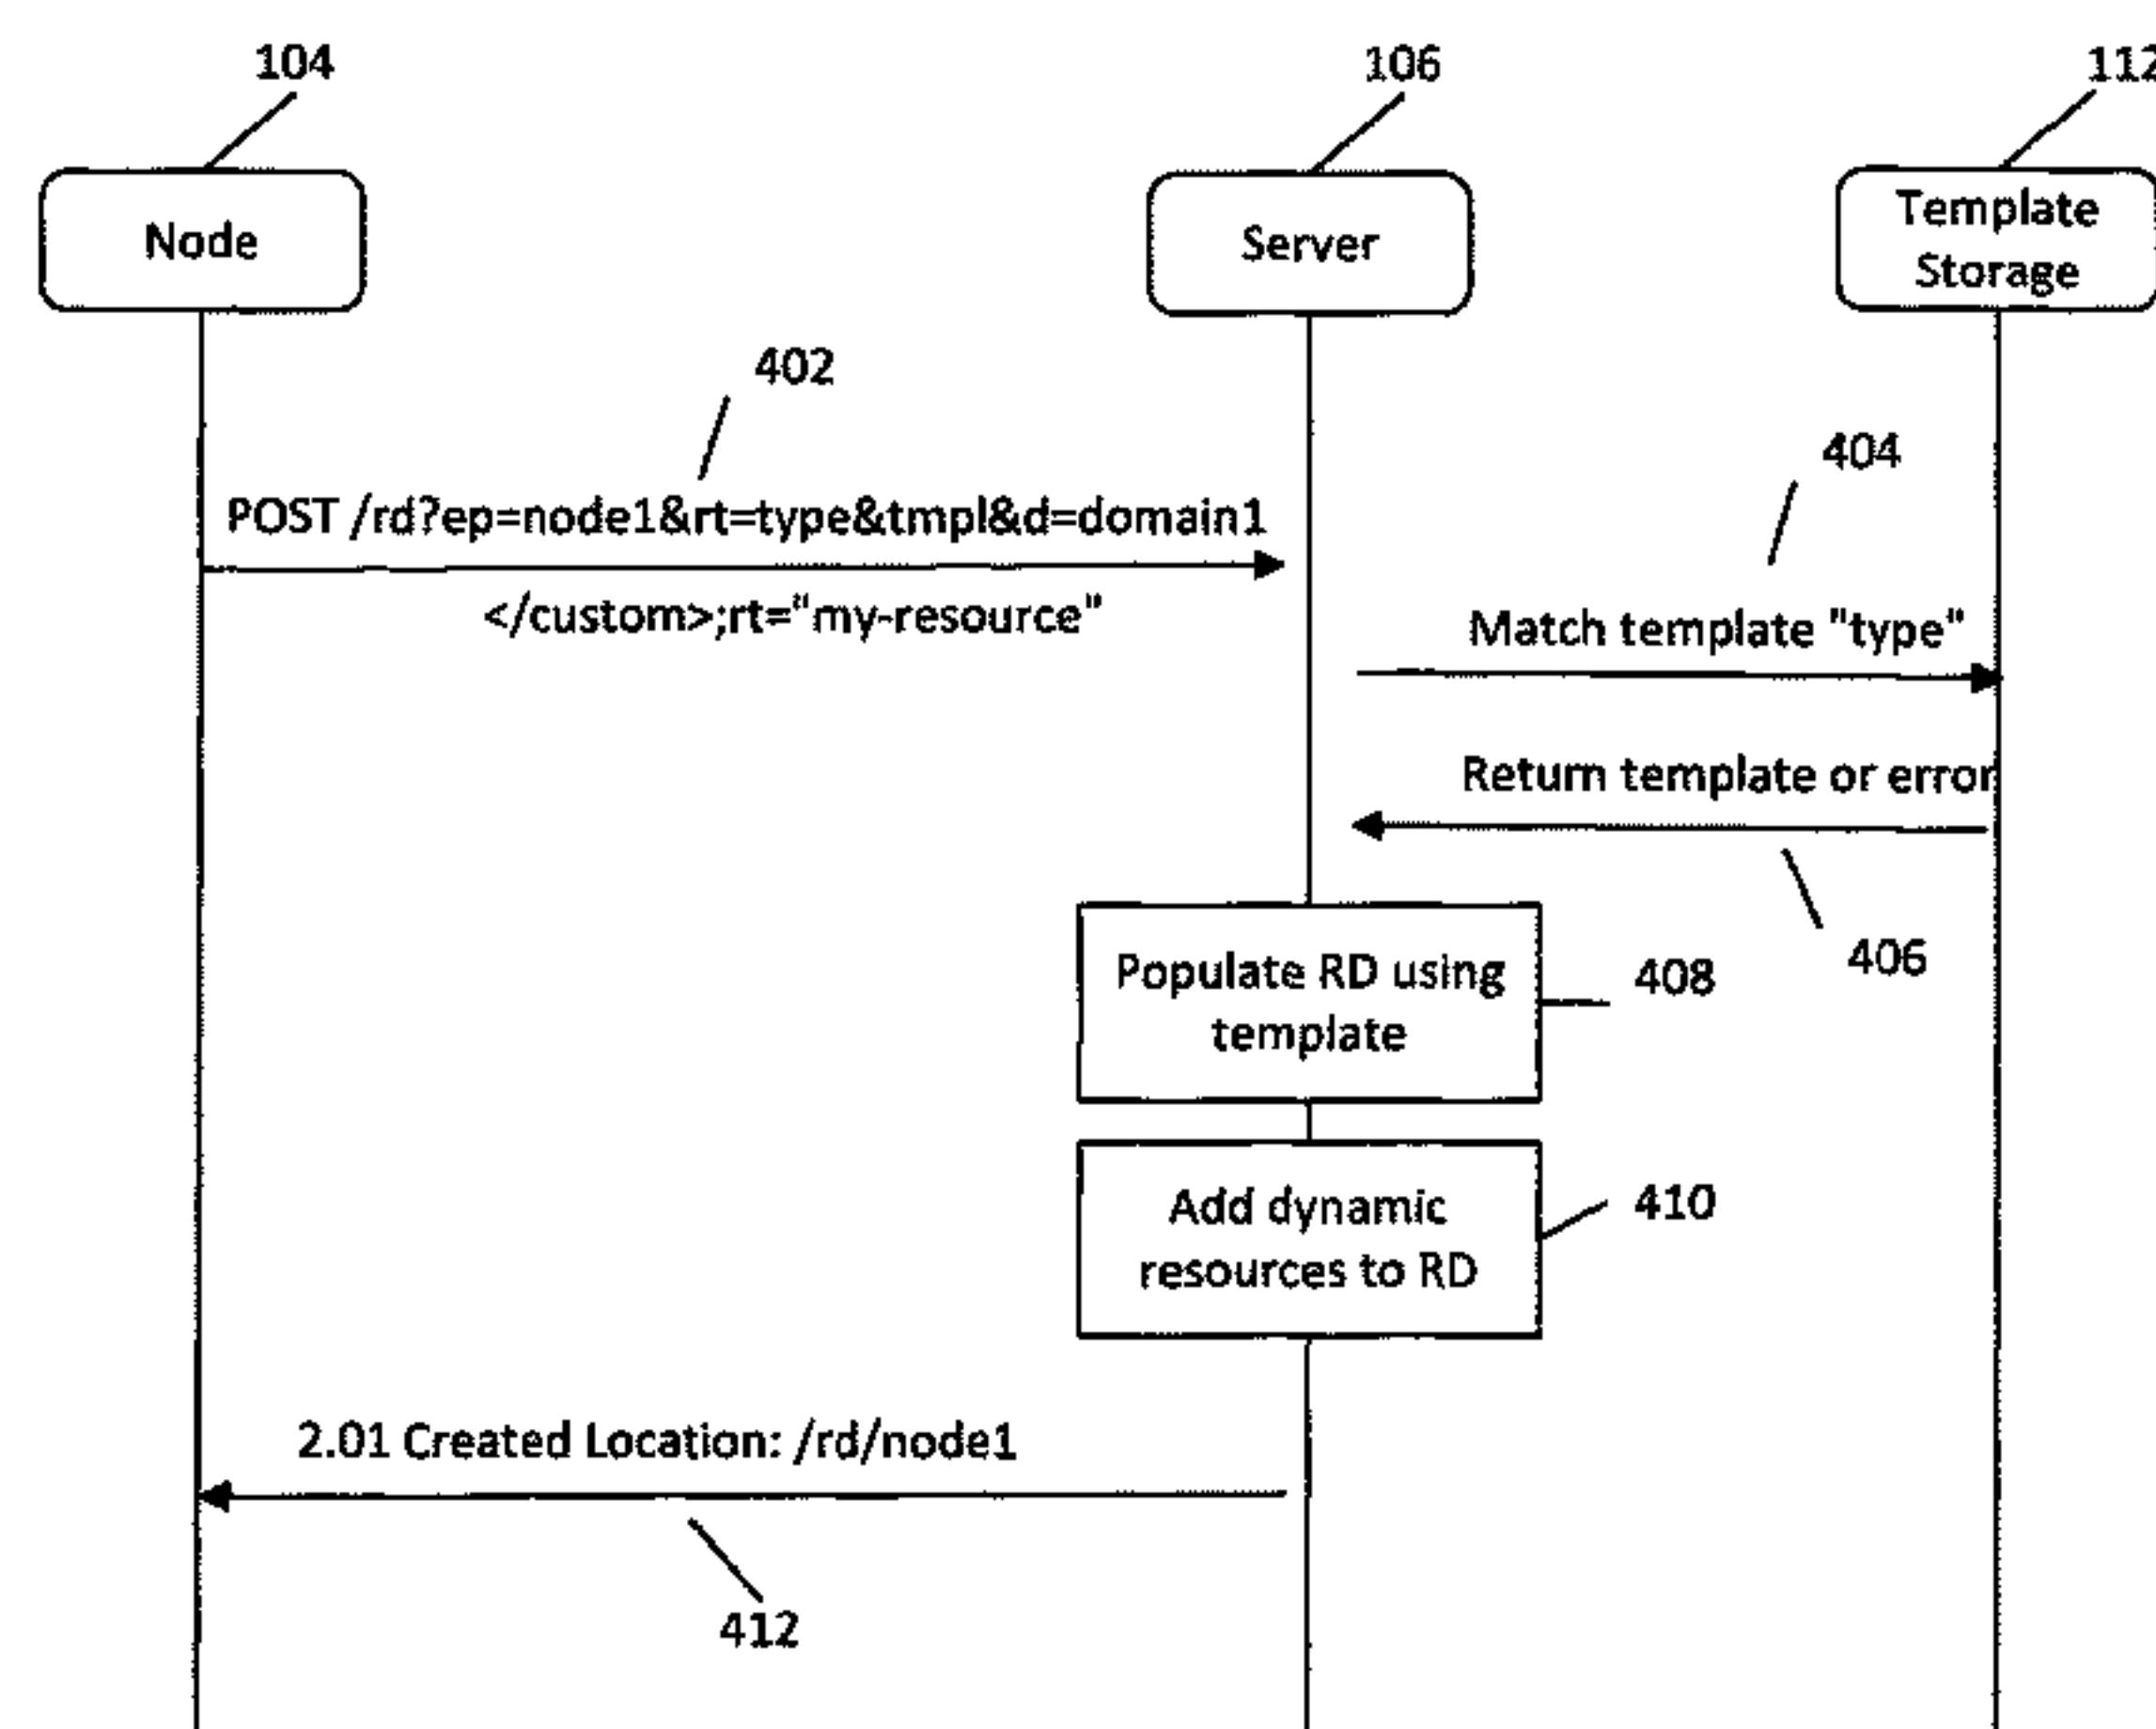 104
106
112
Node
Server
Template
Storage
402
404
POST /rd?ep=node1&rt=type&tmpl&d=domain1
</custom>;rt="my-resource"
Match template "type"
Return template or error
406
Populate RD using
template
408
Add dynamic
resources to RD
410
2.01 Created Location: /rd/node1
412